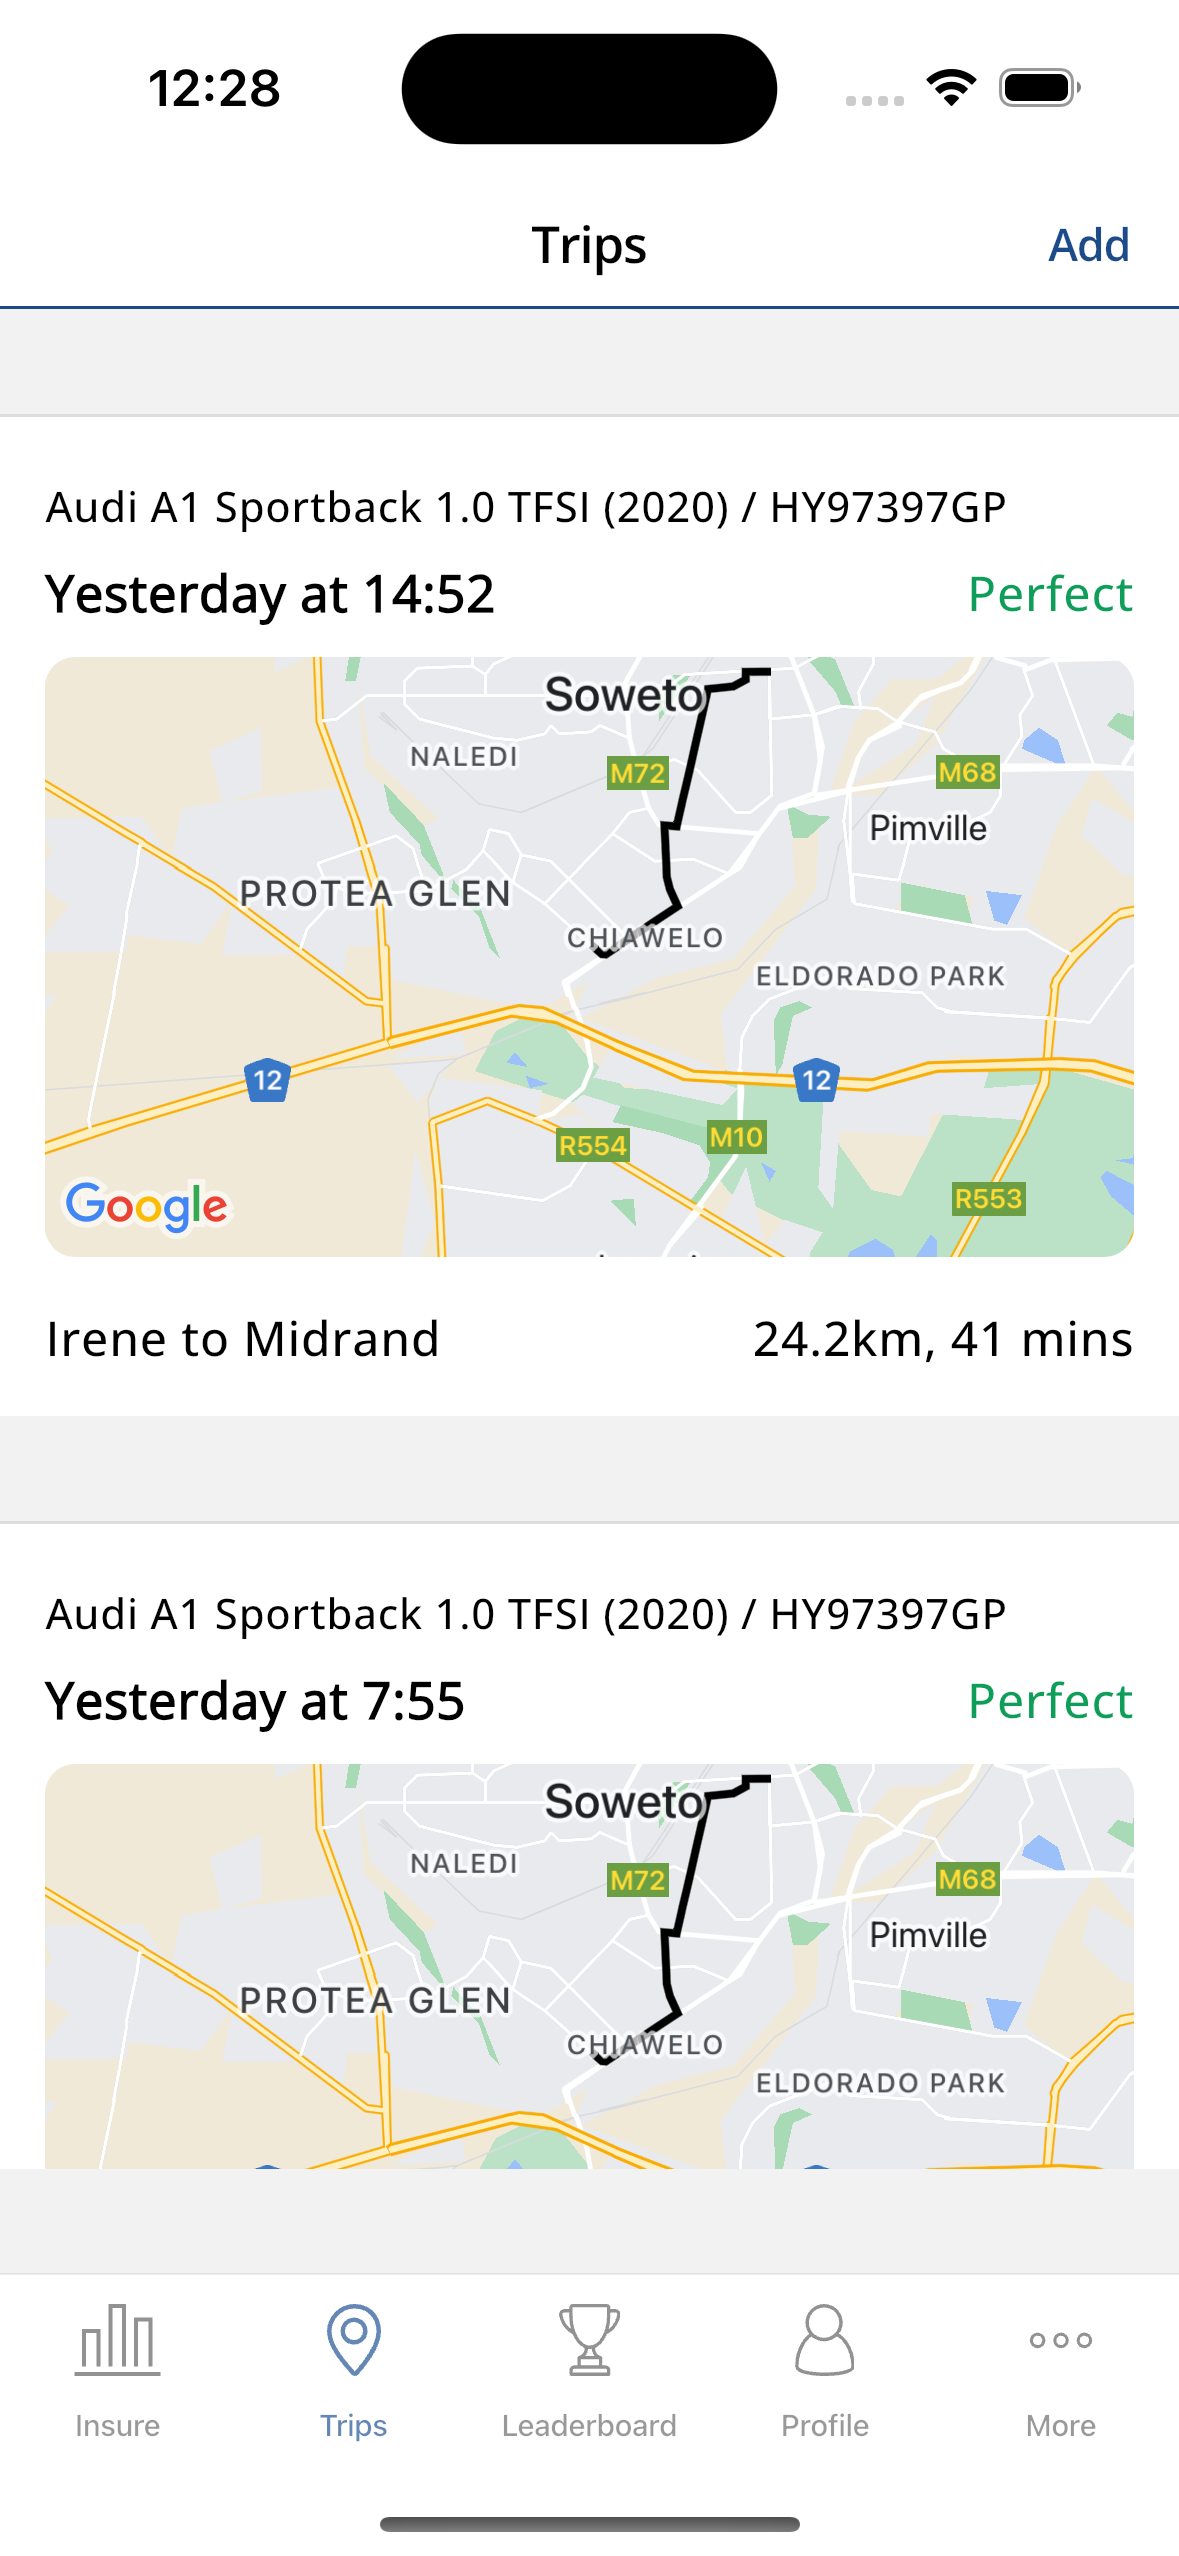 12:28
Trips
Add
Audi A1 Sportback 1.0 TFSI (2020) / HY97397GP
Yesterday at 14:52
Perfect
Soweto
NALEDI
M72
M68
Pimville
PROTEA GLEN
CHIAWELO
ELDORADO PARK
12
12
R554
M10
R553
Google
Irene to Midrand
24.2km, 41 mins
Audi A1 Sportback 1.0 TFSI (2020) / HY97397GP
Yesterday at 7:55
Perfect
Soweto
NALEDI
M72
M68
Pimville
PROTEA GLEN
CHIAWELO
ELDORADO PARK
Insure
Trips
Leaderboard
Profile
More